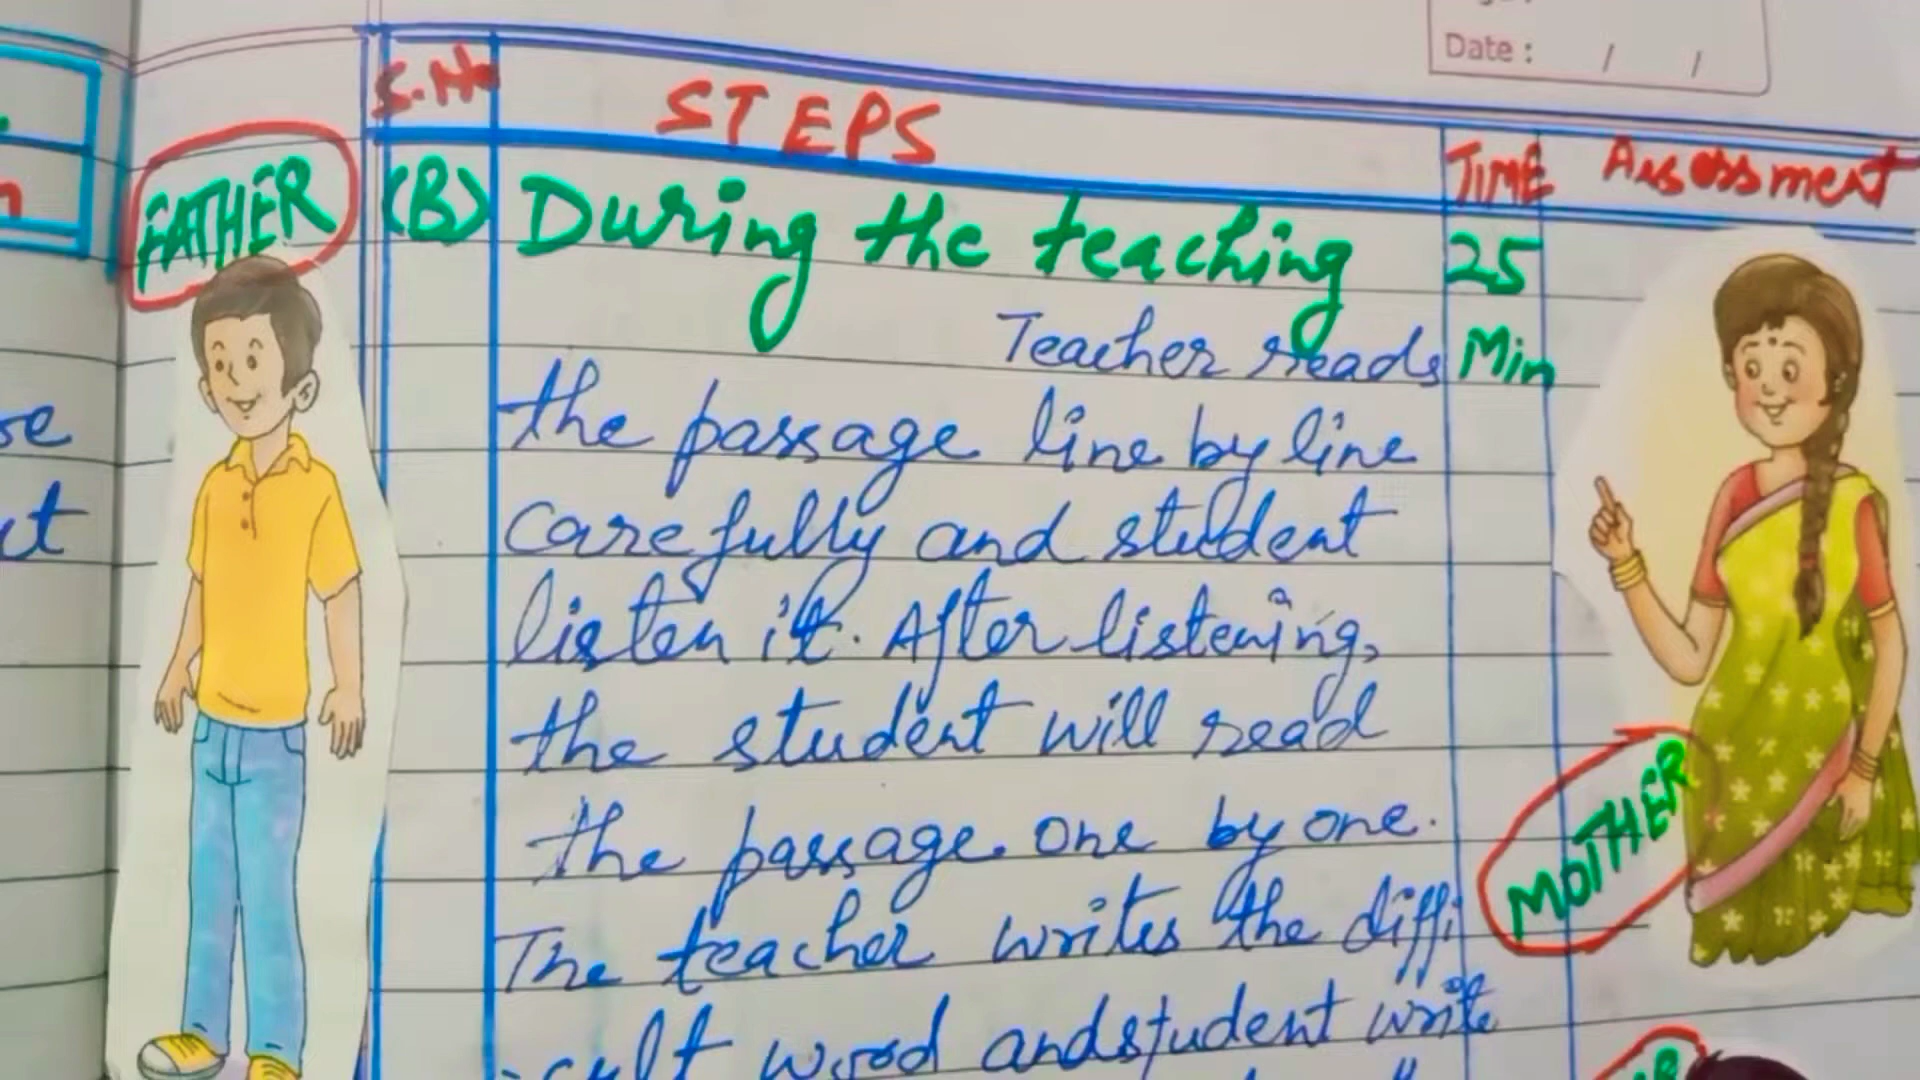 Date : / /
S.No STEPS TIME Assessment
FATHER
(B) During the teaching 25
Teacher reads Min
the passage line by line
carefully and student
listen it. After listening,
the student will read
the passage one by one.
MOTHER
The teacher writes the diffi
-cult word and student write
se
ut